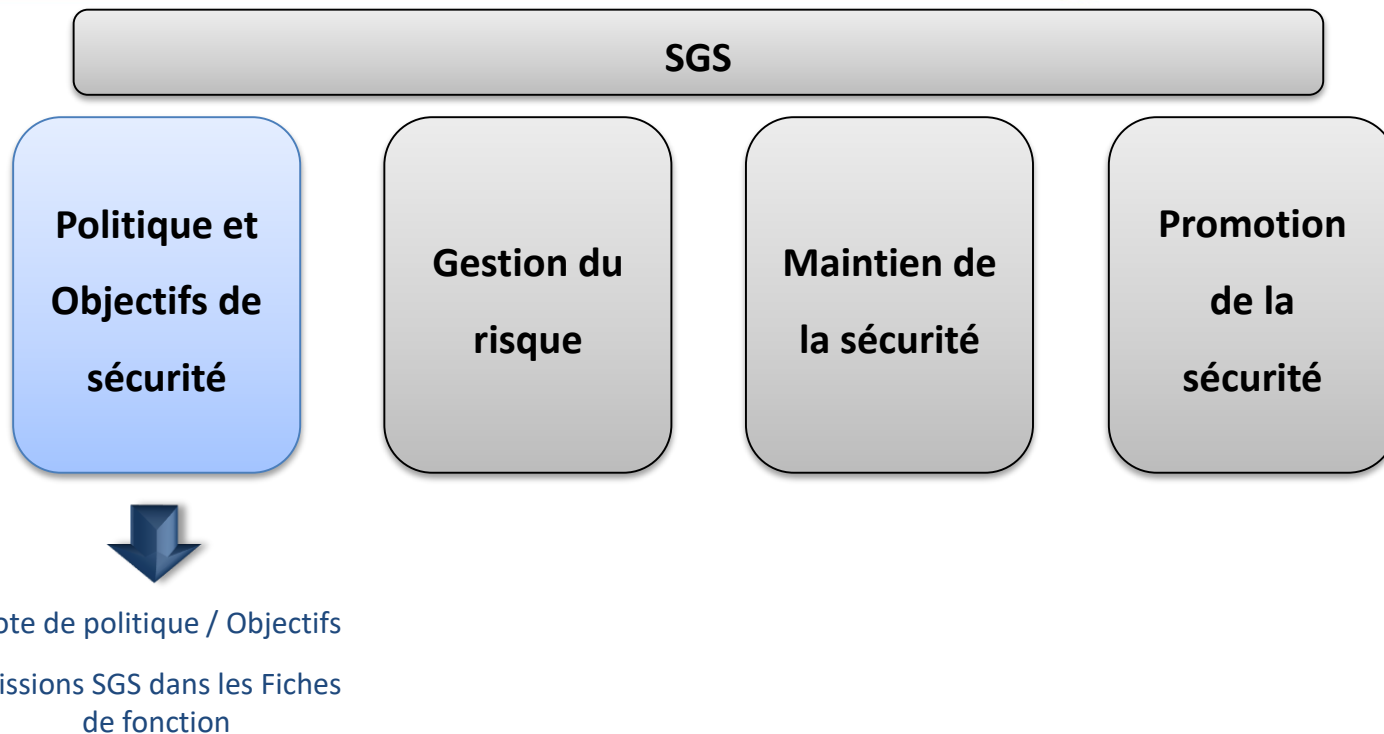 SGS
Politique et
Objectifs de
sécurité
Gestion du
risque
Maintien de
la sécurité
Promotion
de la
sécurité
ote de politique / Objectifs
issions SGS dans les Fiches
de fonction